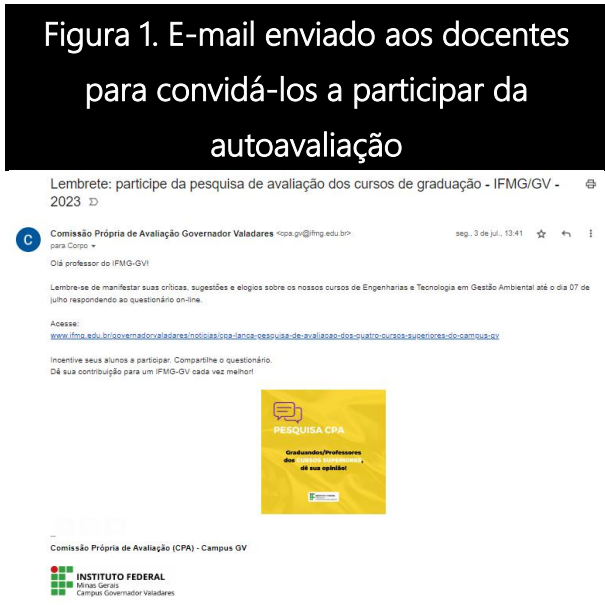 Figura 1. E-mail enviado aos docentes
para convidá-los a participar da
autoavaliação
Lembrete: participe da pesquisa de avaliação dos cursos de graduação - IFMG/GV -
2023
C
Comissão Própria de Avaliação Governador Valadares <cpa.gv@ifmg.edu.br>
seg., 3 de jul., 13:41
para Corpo
Olá professor do IFMG-GV!
Lembre-se de manifestar suas críticas, sugestões e elogios sobre os nossos cursos de Engenharias e Tecnologia em Gestão Ambiental até o dia 07 de
julho respondendo ao questionário on-line.
Acesse:
www.ifmg.edu.br/governadorvaladares/noticias/cpa-lanca-pesquisa-de-avaliacao-dos-quatro-cursos-superiores-do-campus-gv
Incentive seus alunos a participar. Compartilhe o questionário.
Dê sua contribuição para um IFMG-GV cada vez melhor!
PESQUISA CPA
Graduandos/Professores
dos CURSOS SUPERIORES,
dê sua opinião!
--
Comissão Própria de Avaliação (CPA) - Campus GV
INSTITUTO FEDERAL
Minas Gerais
Campus Governador Valadares